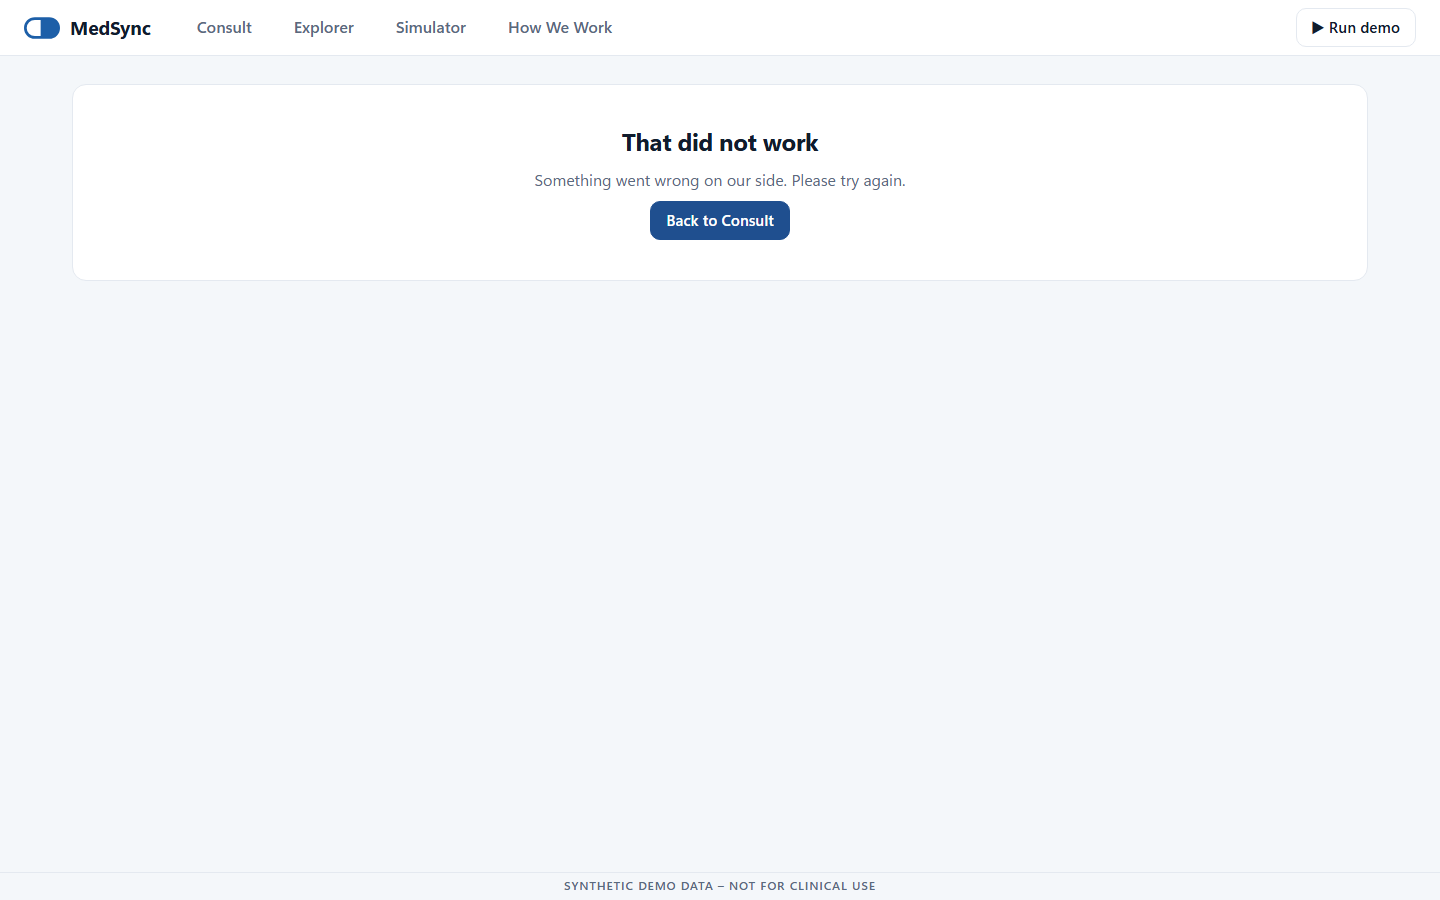 MedSync
Consult
Explorer
Simulator
How We Work
▶ Run demo
That did not work
Something went wrong on our side. Please try again.
Back to Consult
SYNTHETIC DEMO DATA – NOT FOR CLINICAL USE